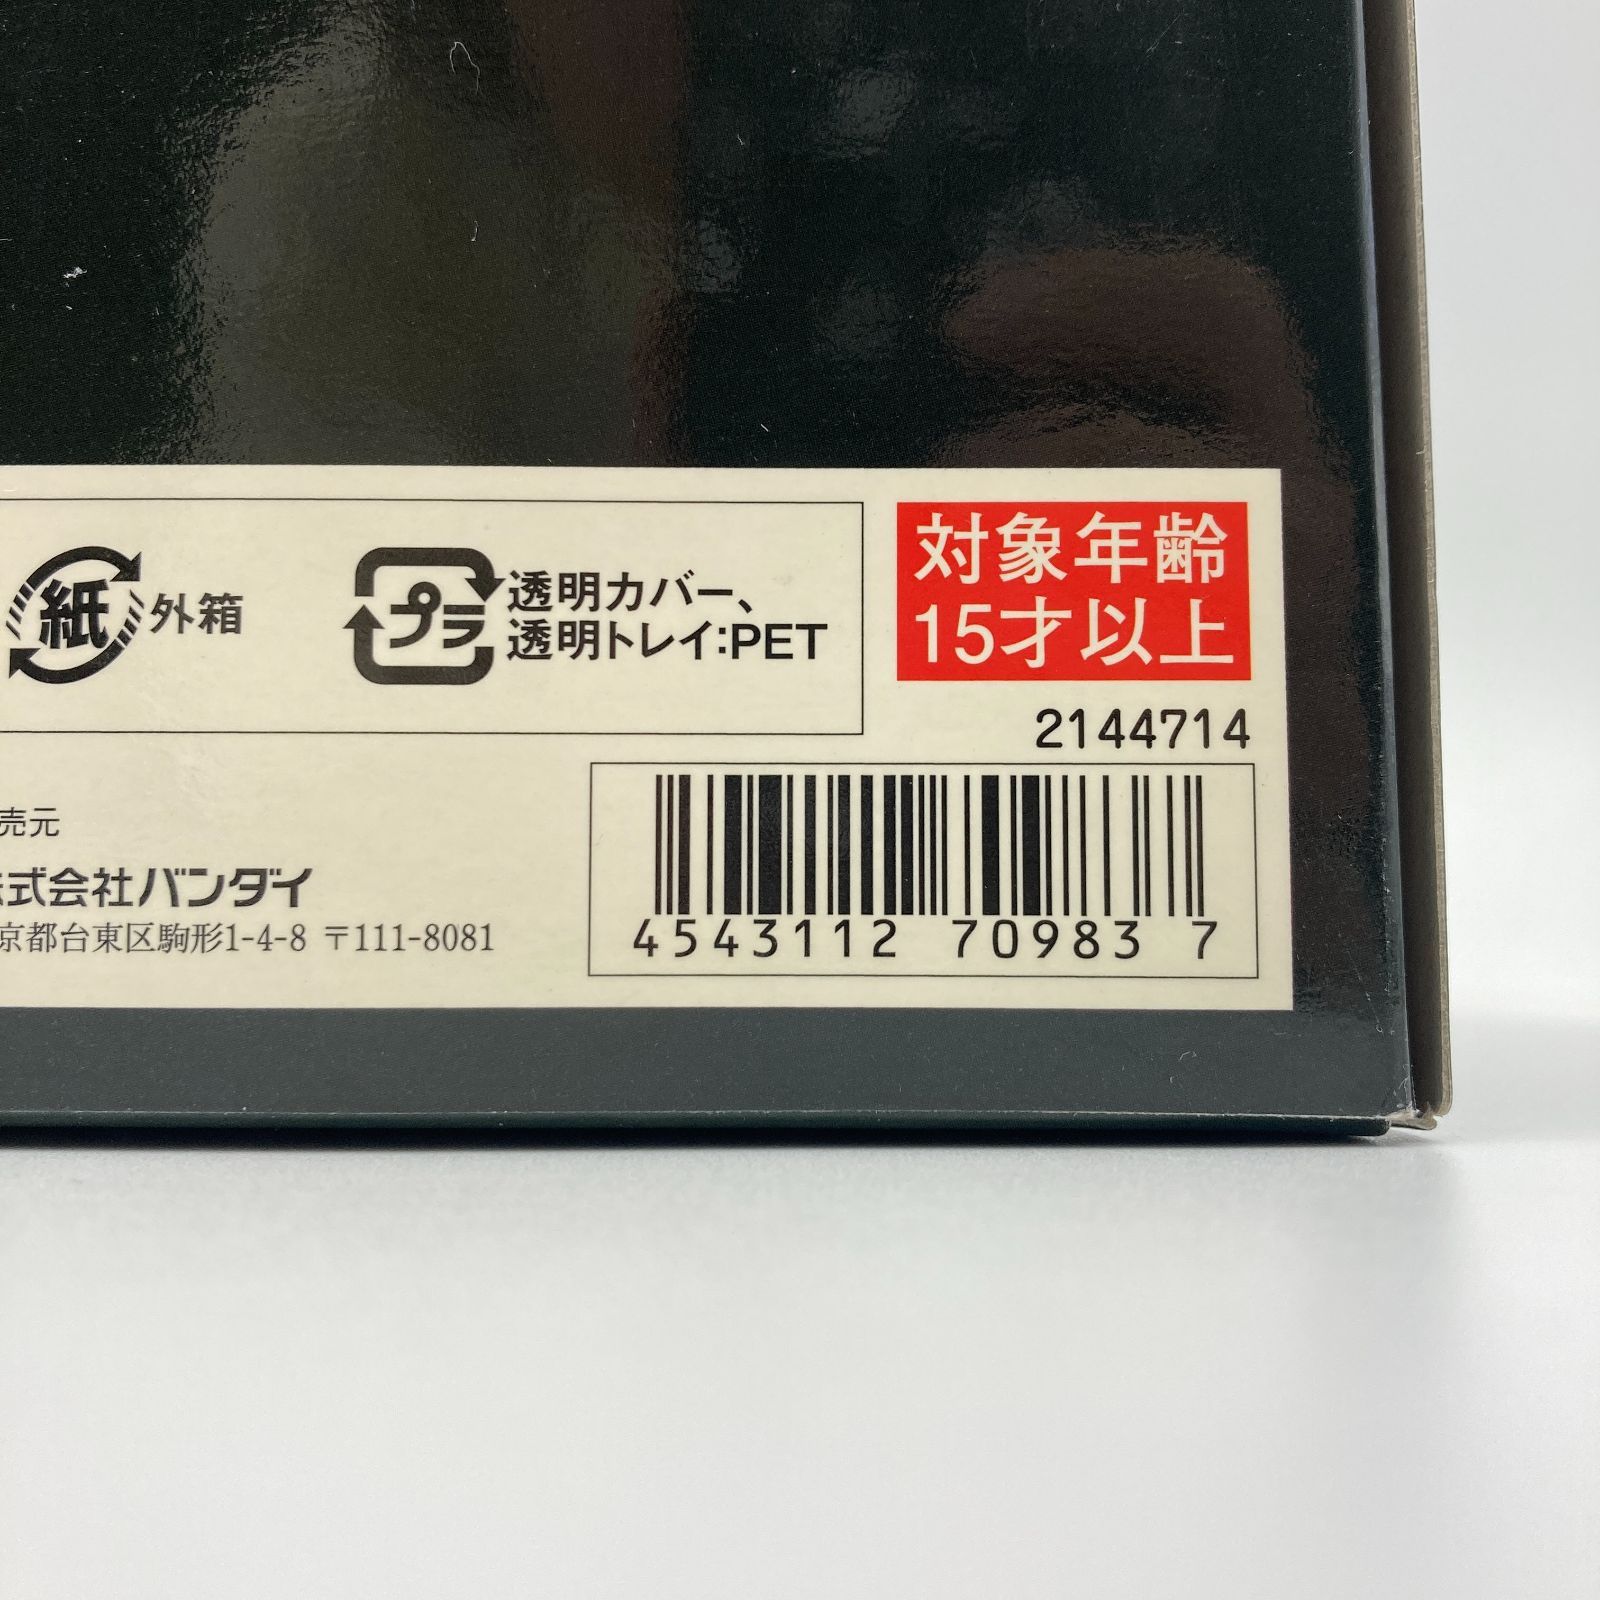 紙 外箱
プラ 透明カバー、
透明トレイ:PET
対象年齢
15才以上
2144714
売元
式会社バンダイ
京都台東区駒形1-4-8 〒111-8081
4543112 70983 7